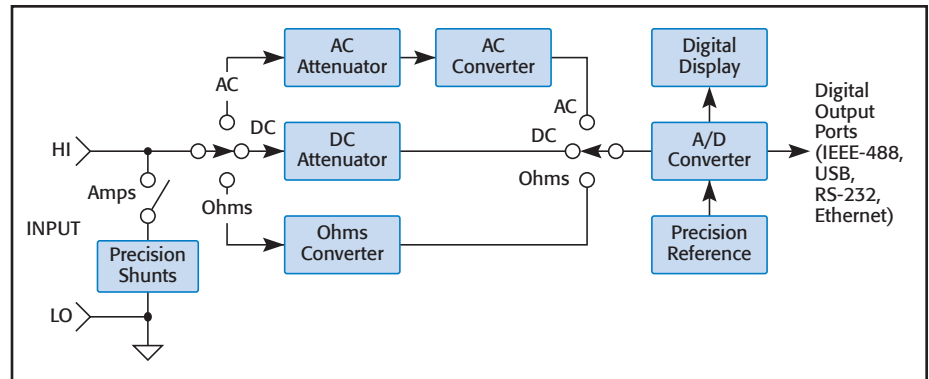 AC
Attenuator
AC
Converter
Digital
Display
AC
AC
Digital
Output
Ports
(IEEE-488,
USB,
RS-232,
Ethernet)
HI
DC
DC
Attenuator
DC
A/D
Converter
Amps
Ohms
Ohms
INPUT
Precision
Shunts
Ohms
Converter
Precision
Reference
LO